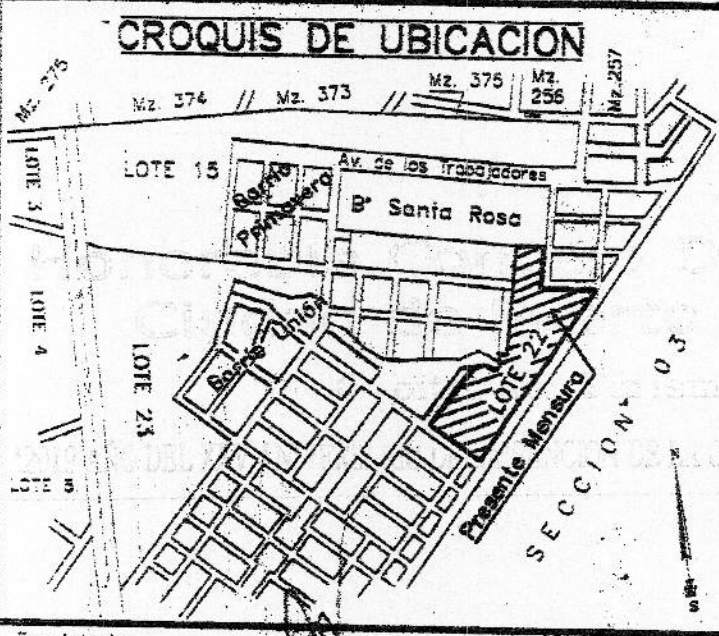 CROQUIS DE UBICACION
Mz. 275
Mz. 374 // Mz. 373 //
Mz. 375
Mz. 256
Mz. 257
LOTE 15
Av. de los Trabajadores
Barrio Primavera
B° Santa Rosa
LOTE 3
LOTE 4
LOTE 23
Barrio Unión
LOTE 22
Presente Mensura
SECCION 03
LOTE 5
S